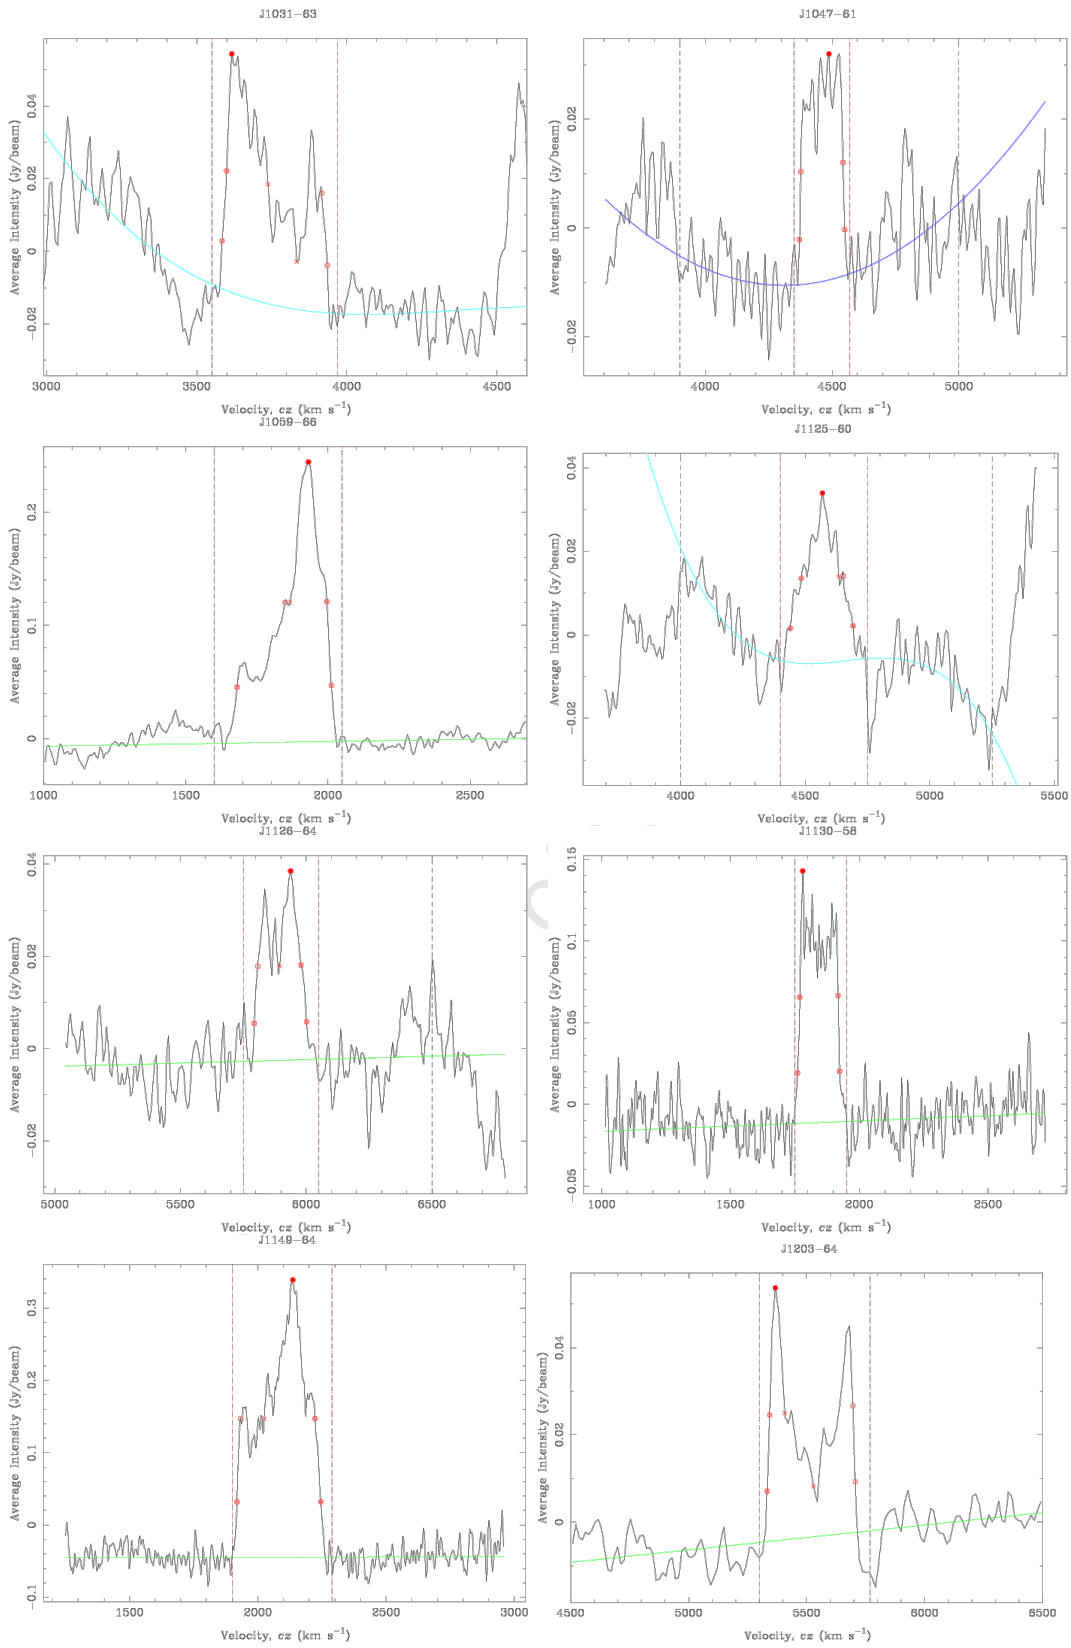 J1031−63
J1047−61
Average Intensity (Jy/beam)
0.04
0.02
0
−0.02
3000
3500
4000
4500
Velocity, cz (km s⁻¹)
Average Intensity (Jy/beam)
0.02
0
−0.02
4000
4500
5000
Velocity, cz (km s⁻¹)
J1059−66
J1125−60
Average Intensity (Jy/beam)
0.2
0.1
0
1000
1500
2000
2500
Velocity, cz (km s⁻¹)
Average Intensity (Jy/beam)
0.04
0.02
0
−0.02
4000
4500
5000
5500
Velocity, cz (km s⁻¹)
J1126−64
J1130−58
Average Intensity (Jy/beam)
0.04
0.02
0
−0.02
5000
5500
6000
6500
Velocity, cz (km s⁻¹)
Average Intensity (Jy/beam)
0.15
0.1
0.05
0
−0.05
1000
1500
2000
2500
Velocity, cz (km s⁻¹)
J1149−64
J1203−64
Average Intensity (Jy/beam)
0.3
0.2
0.1
0
−0.1
1500
2000
2500
3000
Velocity, cz (km s⁻¹)
Average Intensity (Jy/beam)
0.04
0.02
0
4500
5000
5500
6000
6500
Velocity, cz (km s⁻¹)